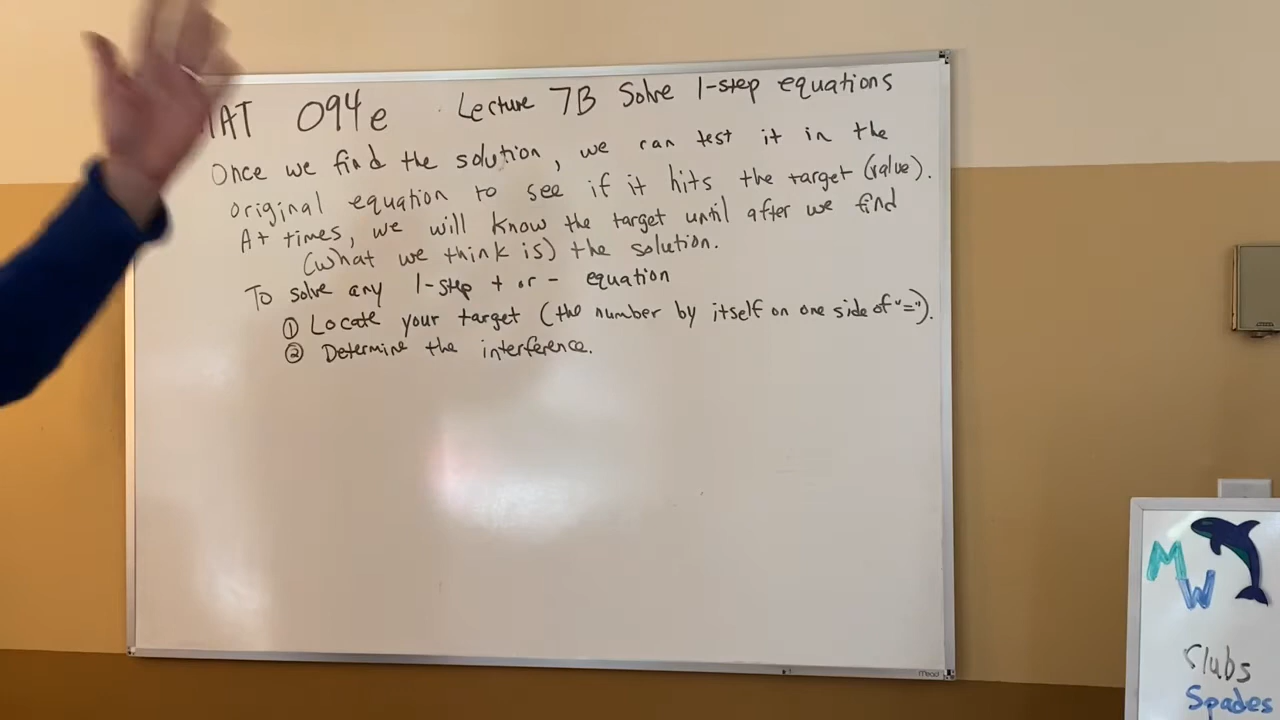 MAT 094e Lecture 7B Solve 1-step equations
Once we find the solution, we can test it in the
original equation to see if it hits the target (value).
At times, we will know the target until after we find
(what we think is) the solution.
To solve any 1-step + or - equation
① Locate your target (the number by itself on one side of "=").
② Determine the interference.
Mead
M
W
Clubs
Spades